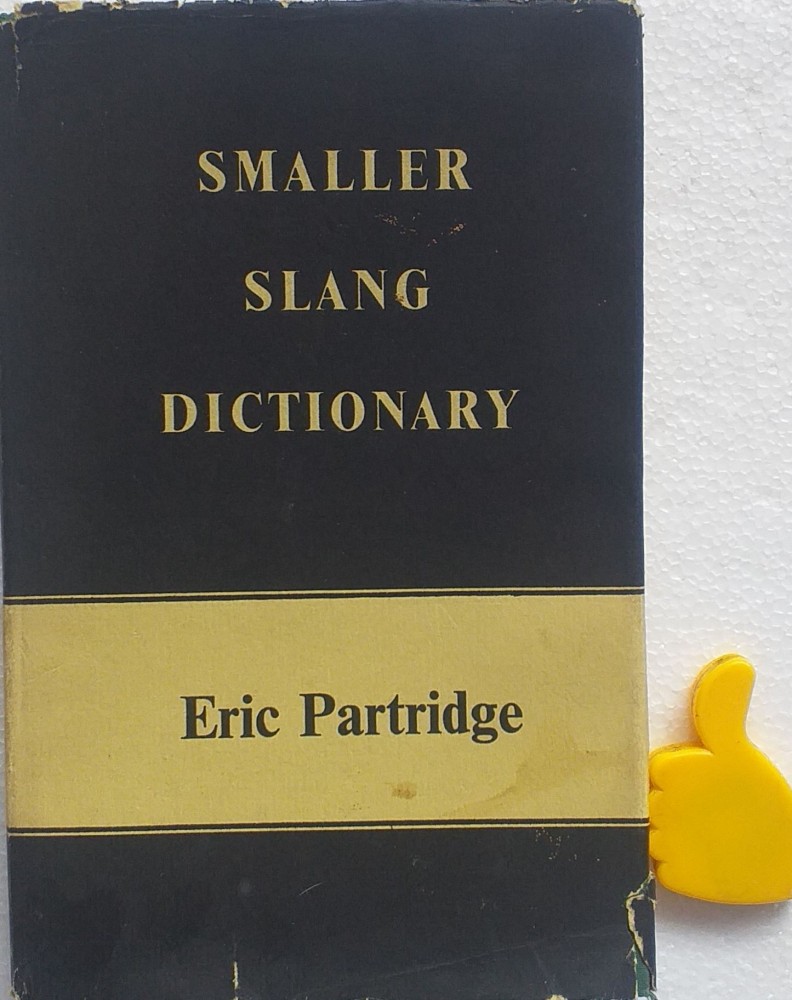 SMALLER
SLANG
DICTIONARY
Eric Partridge